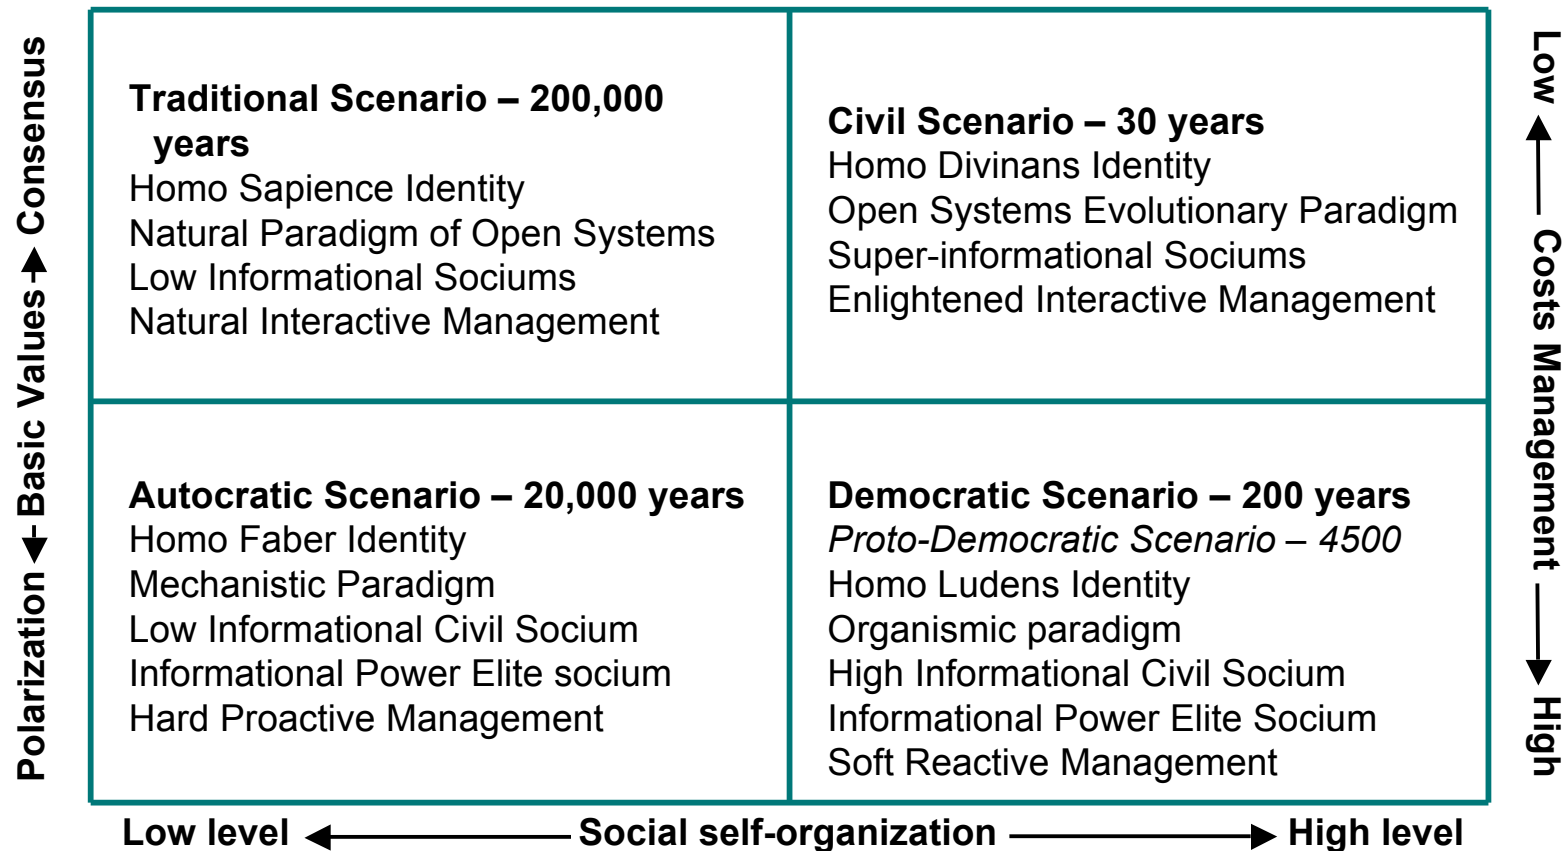 Traditional Scenario – 200,000
years
Homo Sapience Identity
Natural Paradigm of Open Systems
Low Informational Sociums
Natural Interactive Management
Civil Scenario – 30 years
Homo Divinans Identity
Open Systems Evolutionary Paradigm
Super-informational Sociums
Enlightened Interactive Management
Autocratic Scenario – 20,000 years
Homo Faber Identity
Mechanistic Paradigm
Low Informational Civil Socium
Informational Power Elite socium
Hard Proactive Management
Democratic Scenario – 200 years
Proto-Democratic Scenario – 4500
Homo Ludens Identity
Organismic paradigm
High Informational Civil Socium
Informational Power Elite Socium
Soft Reactive Management
Polarization Basic Values Consensus
Low Costs Management High
Low level Social self-organization High level